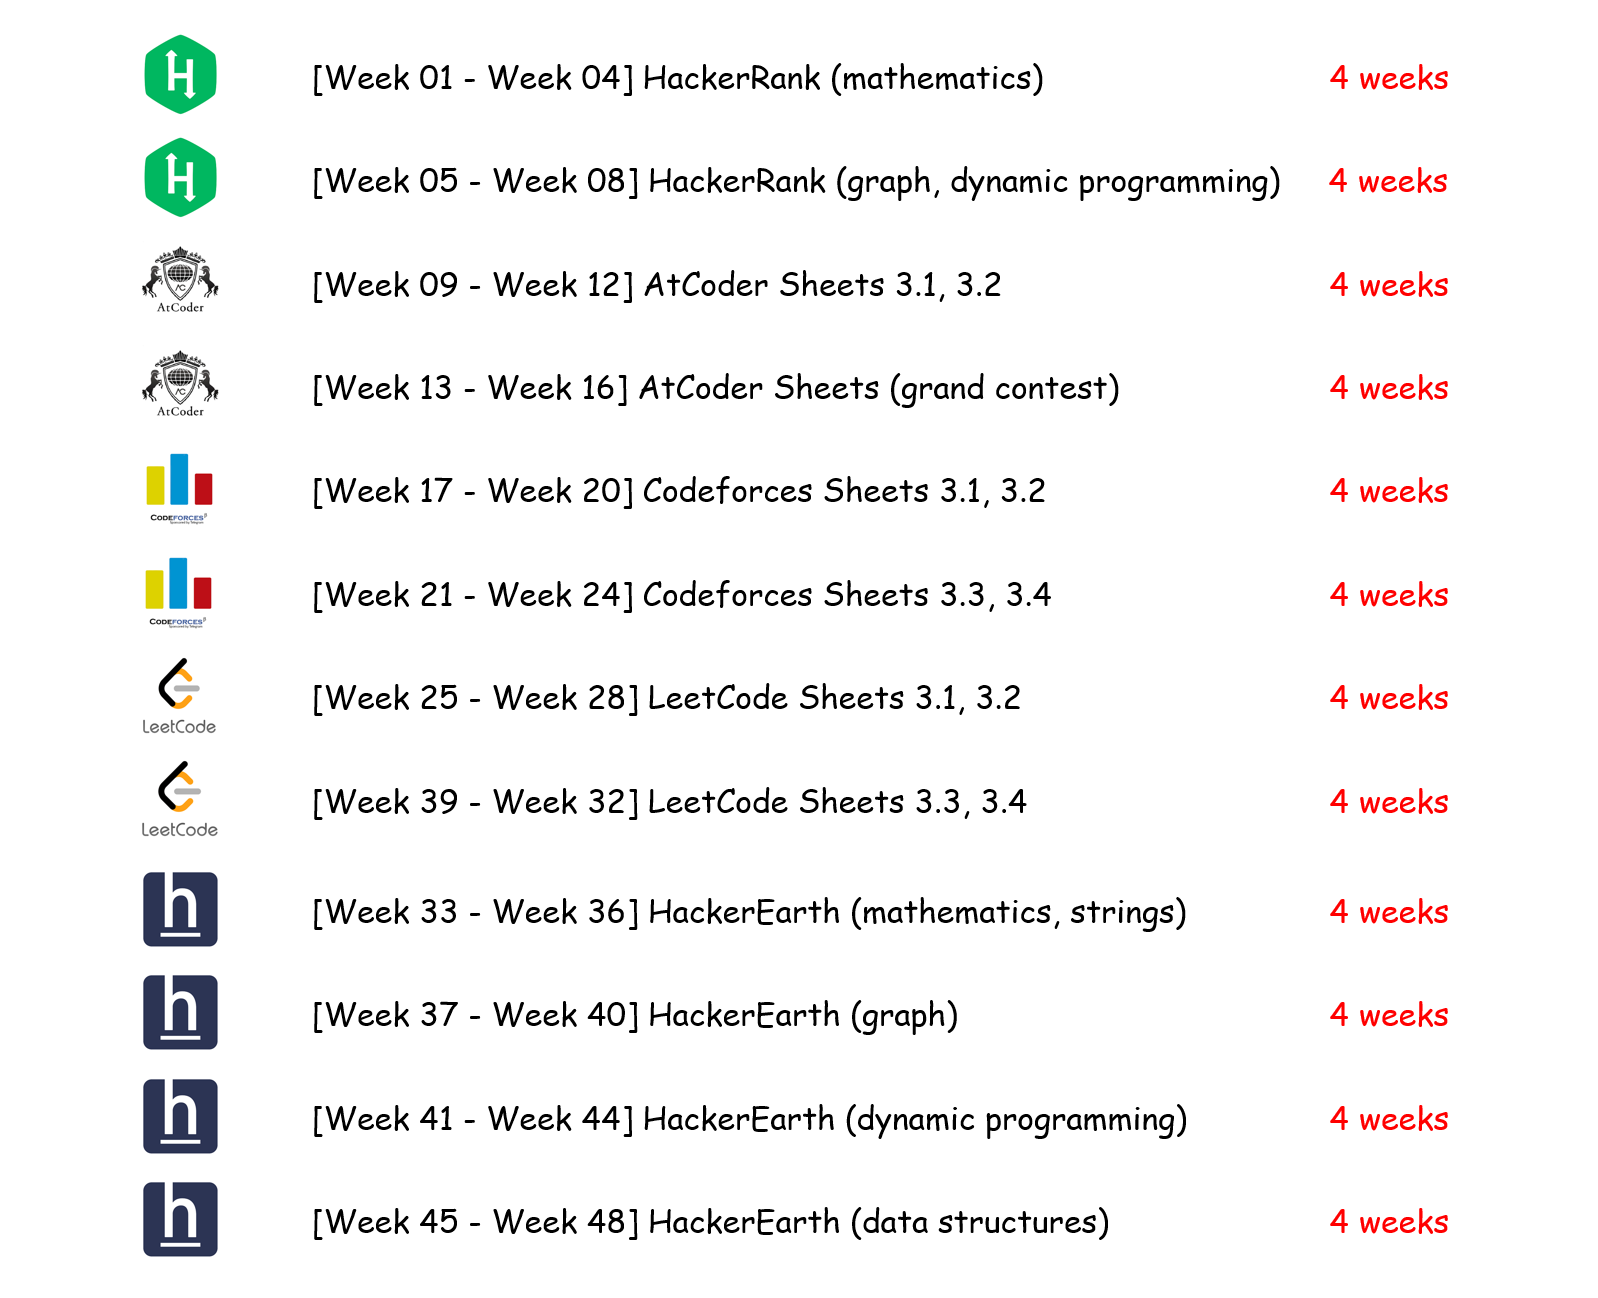 [Week 01 - Week 04] HackerRank (mathematics) 4 weeks
[Week 05 - Week 08] HackerRank (graph, dynamic programming) 4 weeks
[Week 09 - Week 12] AtCoder Sheets 3.1, 3.2 4 weeks
AtCoder
[Week 13 - Week 16] AtCoder Sheets (grand contest) 4 weeks
AtCoder
[Week 17 - Week 20] Codeforces Sheets 3.1, 3.2 4 weeks
CODEFORCES
Sponsored by Telegram
[Week 21 - Week 24] Codeforces Sheets 3.3, 3.4 4 weeks
CODEFORCES
Sponsored by Telegram
[Week 25 - Week 28] LeetCode Sheets 3.1, 3.2 4 weeks
LeetCode
[Week 39 - Week 32] LeetCode Sheets 3.3, 3.4 4 weeks
LeetCode
h [Week 33 - Week 36] HackerEarth (mathematics, strings) 4 weeks
h [Week 37 - Week 40] HackerEarth (graph) 4 weeks
h [Week 41 - Week 44] HackerEarth (dynamic programming) 4 weeks
h [Week 45 - Week 48] HackerEarth (data structures) 4 weeks